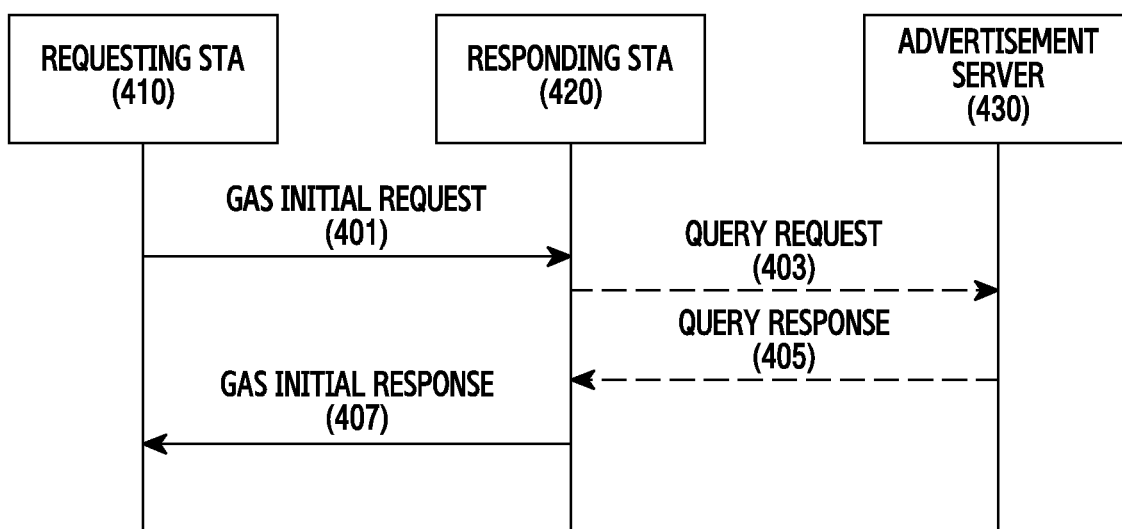 REQUESTING STA
(410)
RESPONDING STA
(420)
ADVERTISEMENT
SERVER
(430)
GAS INITIAL REQUEST
(401)
QUERY REQUEST
(403)
QUERY RESPONSE
(405)
GAS INITIAL RESPONSE
(407)